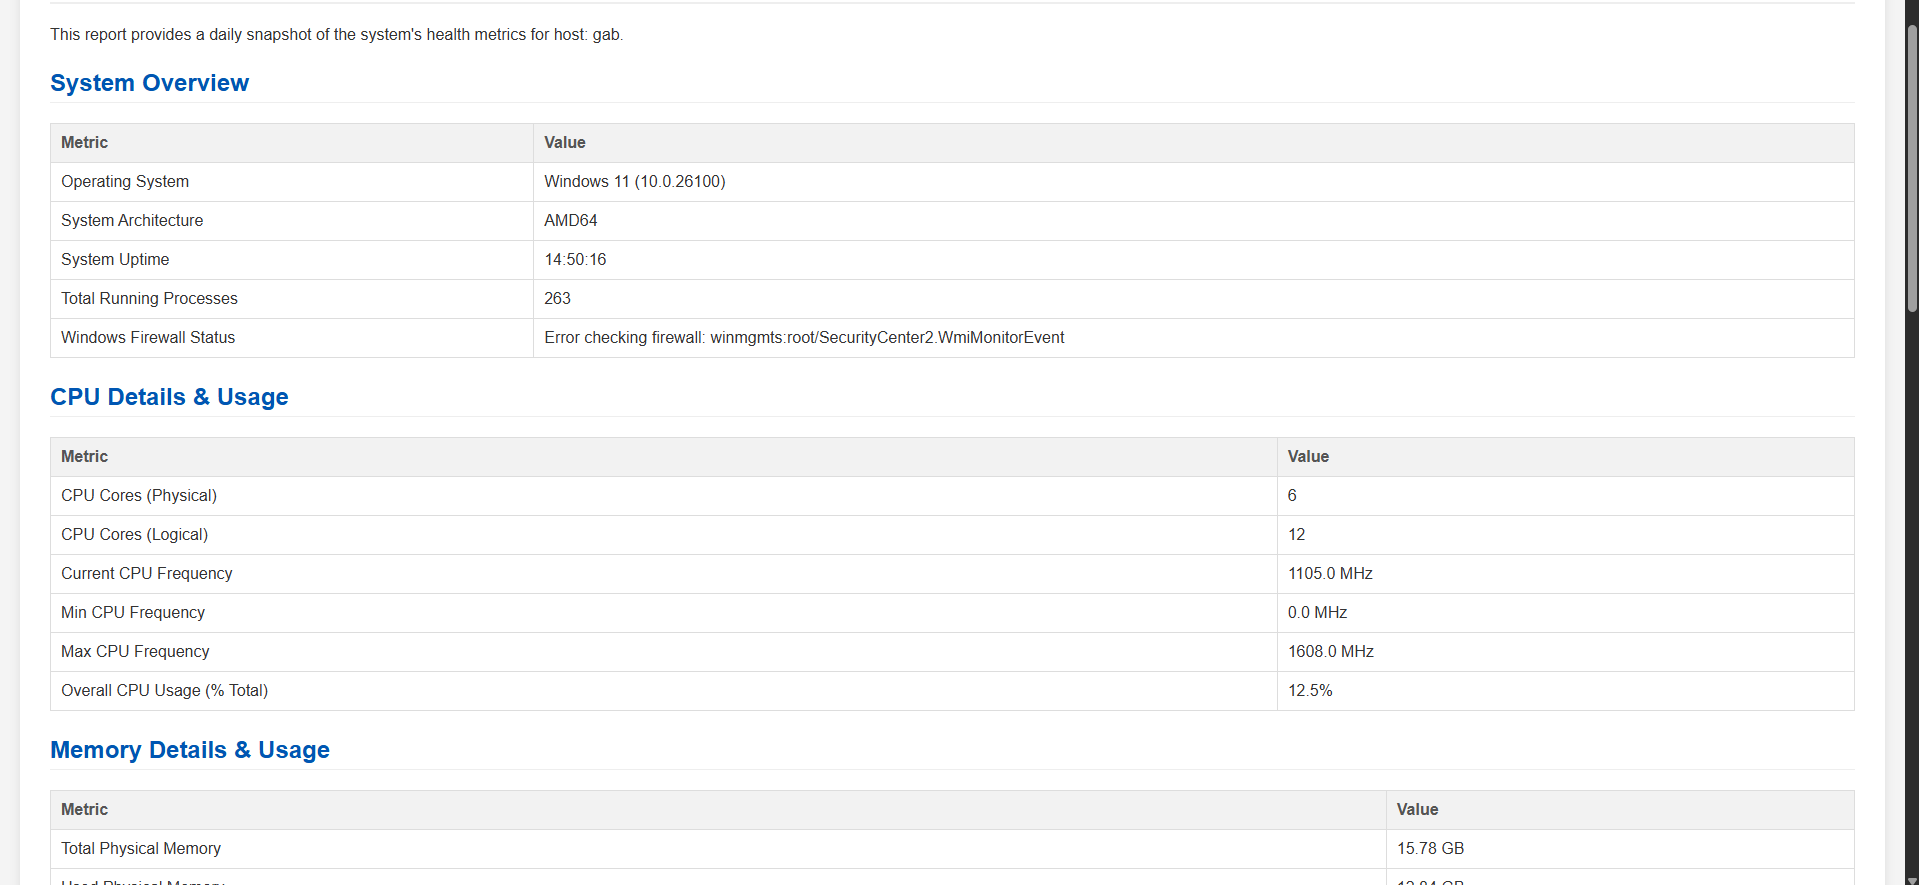 This report provides a daily snapshot of the system's health metrics for host: gab.
System Overview
Metric Value
Operating System Windows 11 (10.0.26100)
System Architecture AMD64
System Uptime 14:50:16
Total Running Processes 263
Windows Firewall Status Error checking firewall: winmgmts:root/SecurityCenter2.WmiMonitorEvent
CPU Details & Usage
Metric Value
CPU Cores (Physical) 6
CPU Cores (Logical) 12
Current CPU Frequency 1105.0 MHz
Min CPU Frequency 0.0 MHz
Max CPU Frequency 1608.0 MHz
Overall CPU Usage (% Total) 12.5%
Memory Details & Usage
Metric Value
Total Physical Memory 15.78 GB
Used Physical Memory